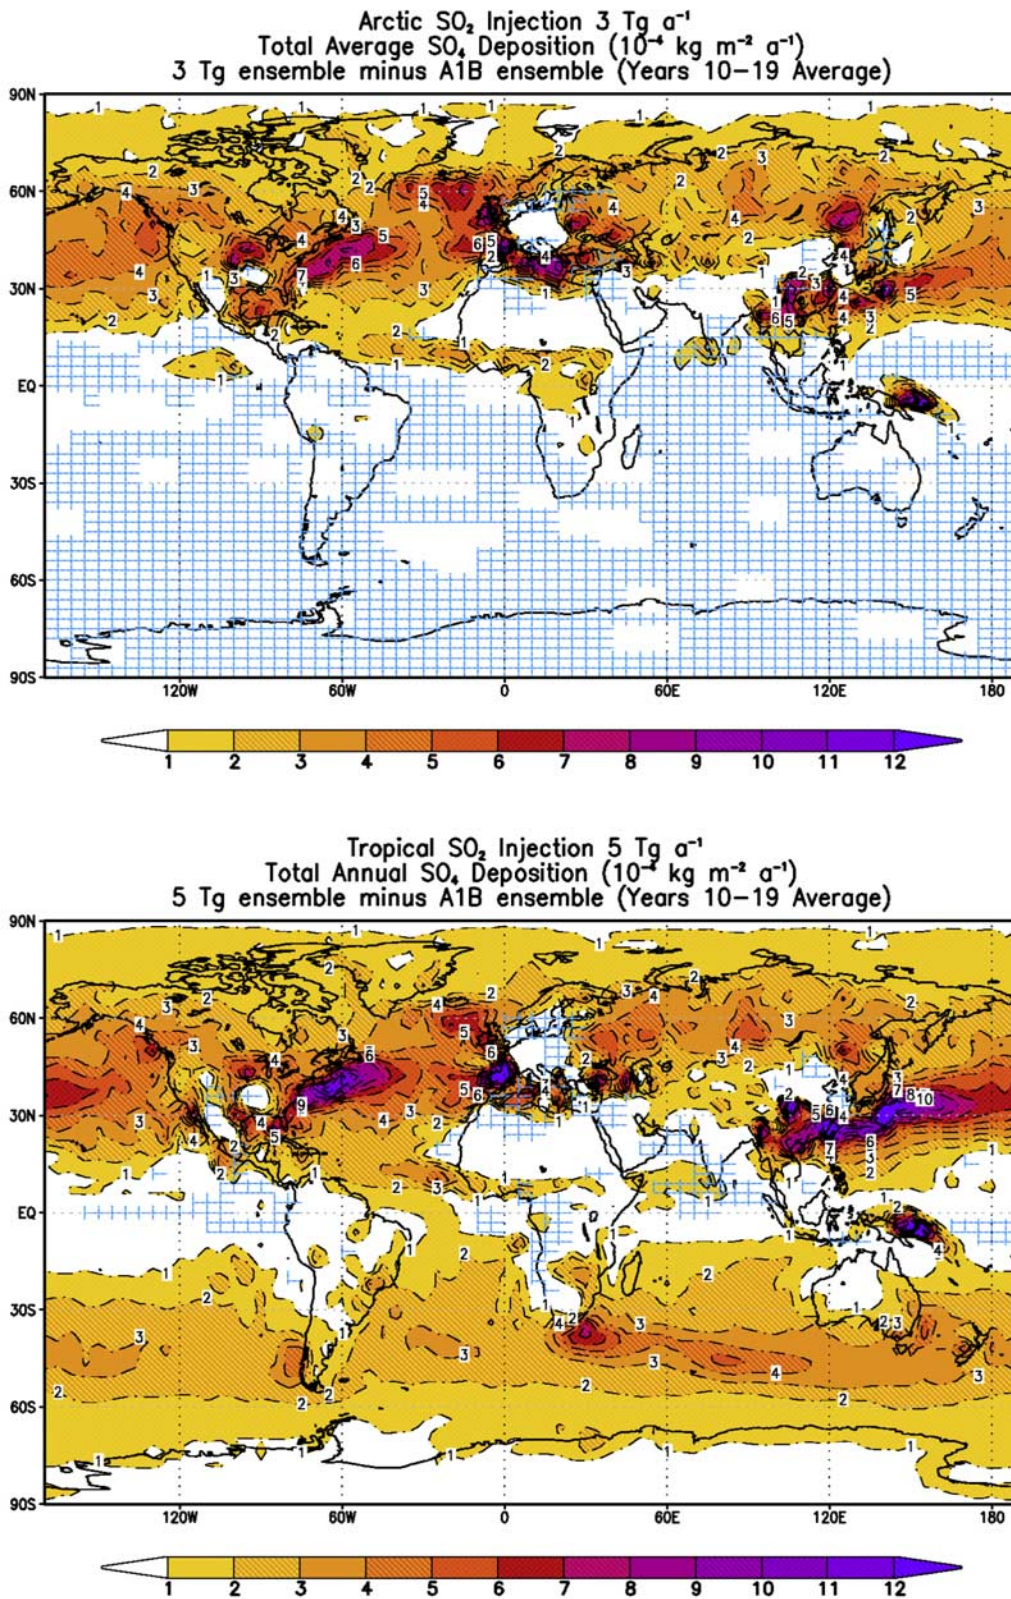 Arctic SO₂ Injection 3 Tg a⁻¹
Total Average SO₄ Deposition (10⁻⁴ kg m⁻² a⁻¹)
3 Tg ensemble minus A1B ensemble (Years 10-19 Average)
90N
60N
30N
EQ
30S
60S
90S
120W 60W 0 60E 120E 180
1 2 3 4 5 6 7 8 9 10 11 12
Tropical SO₂ Injection 5 Tg a⁻¹
Total Annual SO₄ Deposition (10⁻⁴ kg m⁻² a⁻¹)
5 Tg ensemble minus A1B ensemble (Years 10-19 Average)
90N
60N
30N
EQ
30S
60S
90S
120W 60W 0 60E 120E 180
1 2 3 4 5 6 7 8 9 10 11 12